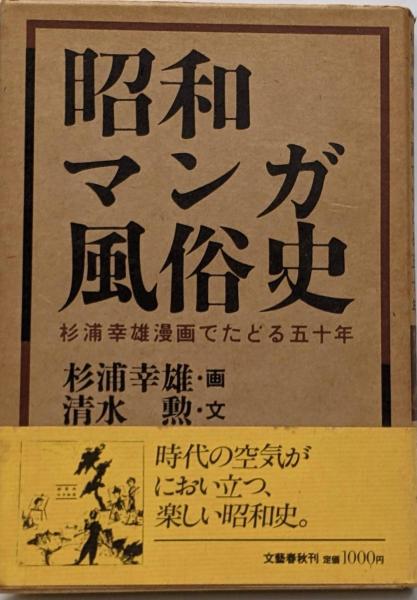 昭和
マンガ
風俗史
杉浦幸雄漫画でたどる五十年
杉浦幸雄・画
清水 勲・文
時代の空気が
におい立つ、
楽しい昭和史。
文藝春秋刊 定価1000円